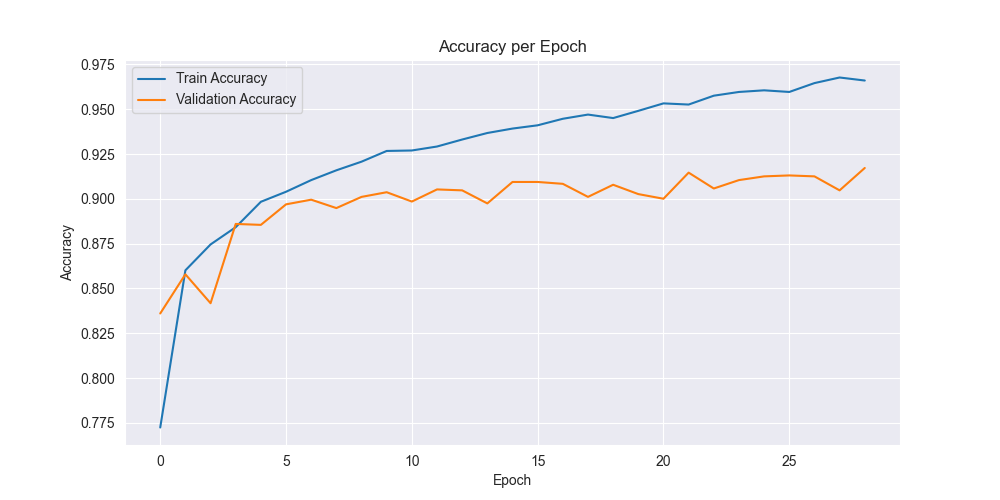 Accuracy per Epoch
Train Accuracy
Validation Accuracy
0.975
0.950
0.925
0.900
0.875
0.850
0.825
0.800
0.775
Accuracy
0 5 10 15 20 25
Epoch